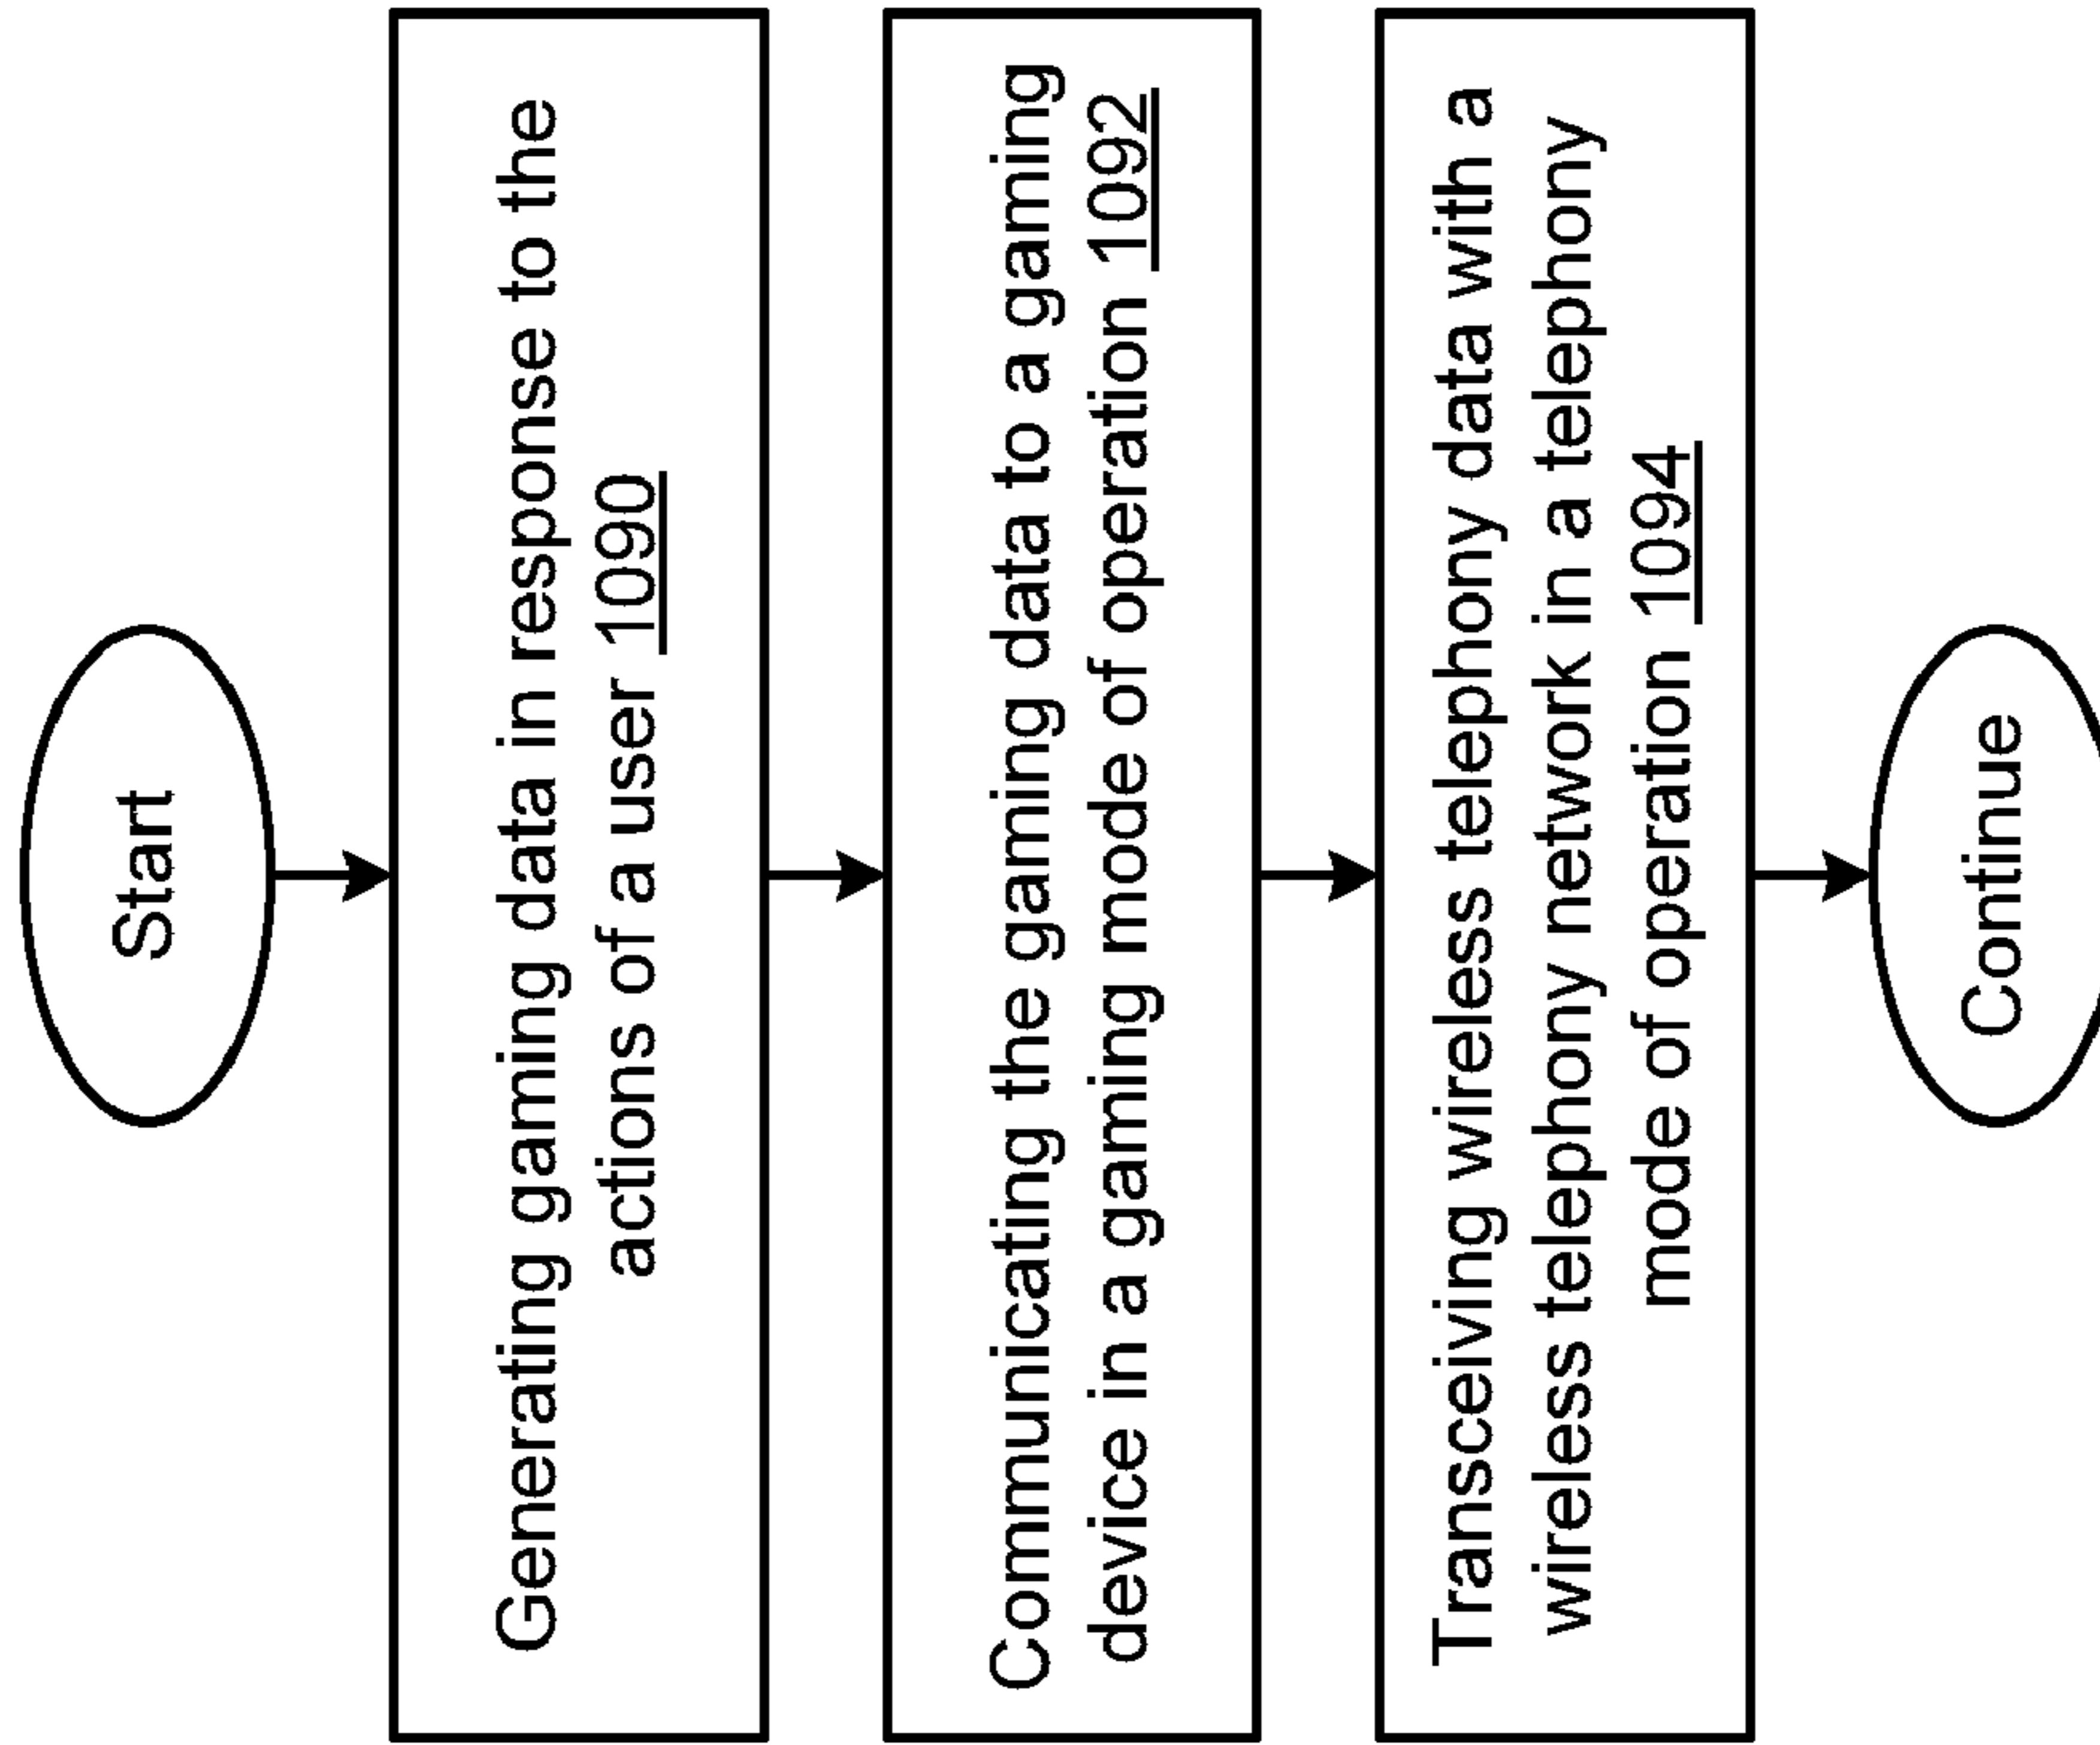 Start
Generating gaming data in response to the
actions of a user 1090
Communicating the gaming data to a gaming
device in a gaming mode of operation 1092
Transceiving wireless telephony data with a
wireless telephony network in a telephony
mode of operation 1094
Continue